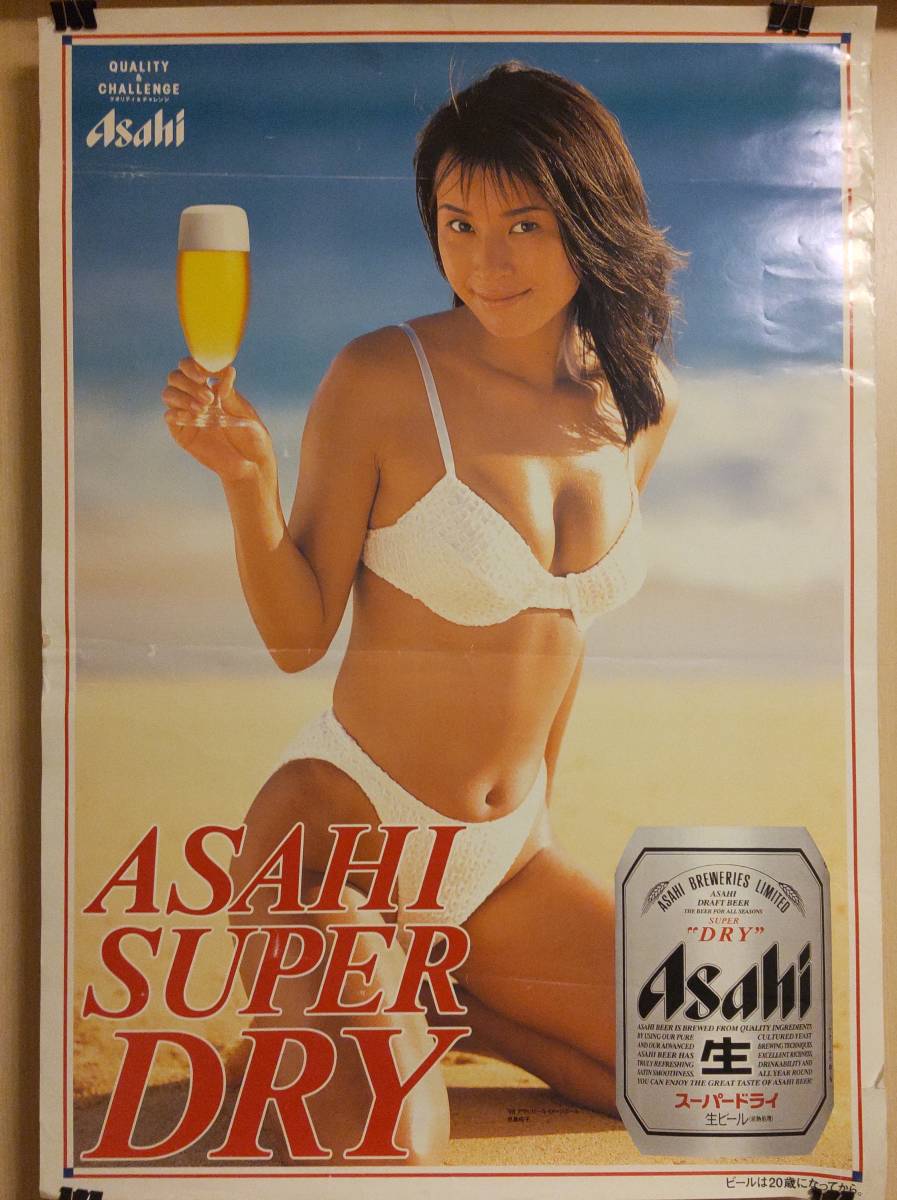 QUALITY
&
CHALLENGE
クオリティ&チャレンジ
Asahi
ASAHI
SUPER
DRY
ASAHI BREWERIES LIMITED
ASAHI
DRAFT BEER
THE BEER FOR ALL SEASONS
SUPER
"DRY"
Asahi
ASAHI BEER IS BREWED FROM QUALITY INGREDIENTS
BY USING OUR PURE CULTURED YEAST
AND OUR ADVANCED BREWING TECHNIQUES.
ASAHI BEER HAS EXCELLENT RICHNESS,
TRULY REFRESHING DRINKABILITY AND
SATIN SMOOTHNESS. ALL YEAR ROUND
YOU CAN ENJOY THE GREAT TASTE OF ASAHI BEER!
生
スーパードライ
生ビール
ビールは20歳になってから。